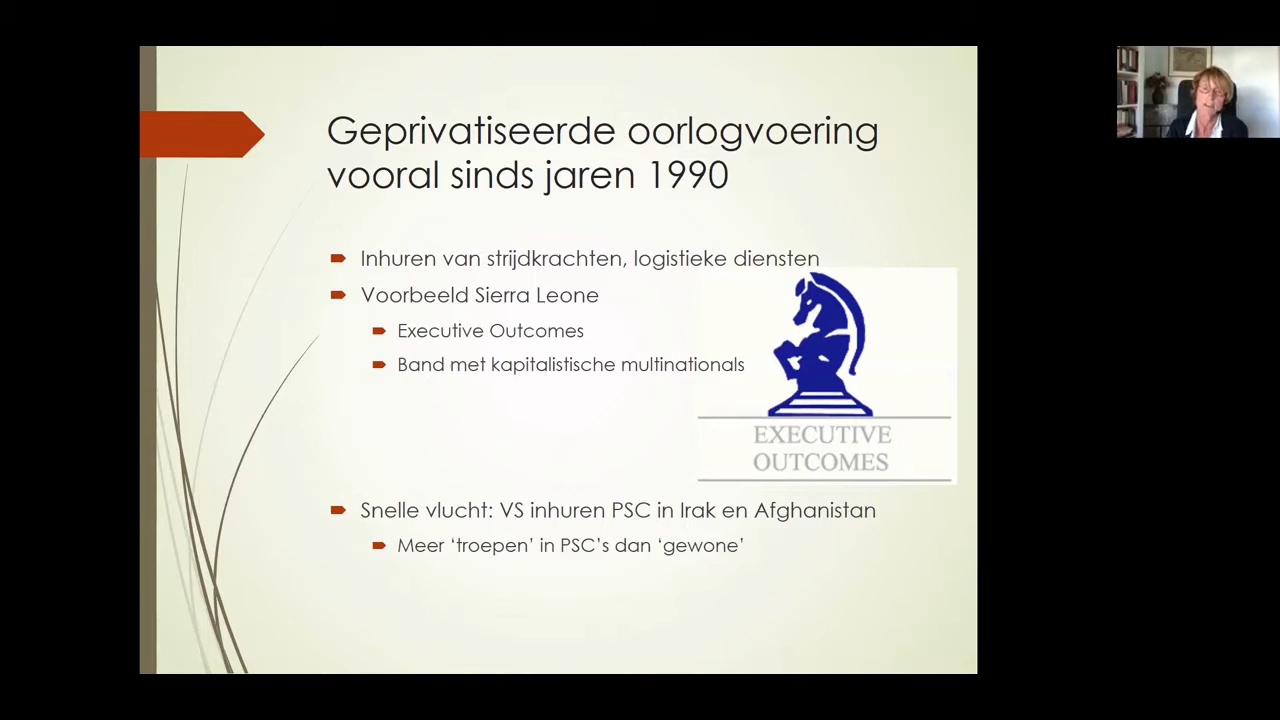 Geprivatiseerde oorlogvoering
vooral sinds jaren 1990
Inhuren van strijdkrachten, logistieke diensten
Voorbeeld Sierra Leone
Executive Outcomes
Band met kapitalistische multinationals
EXECUTIVE
OUTCOMES
Snelle vlucht: VS inhuren PSC in Irak en Afghanistan
Meer ‘troepen’ in PSC’s dan ‘gewone’